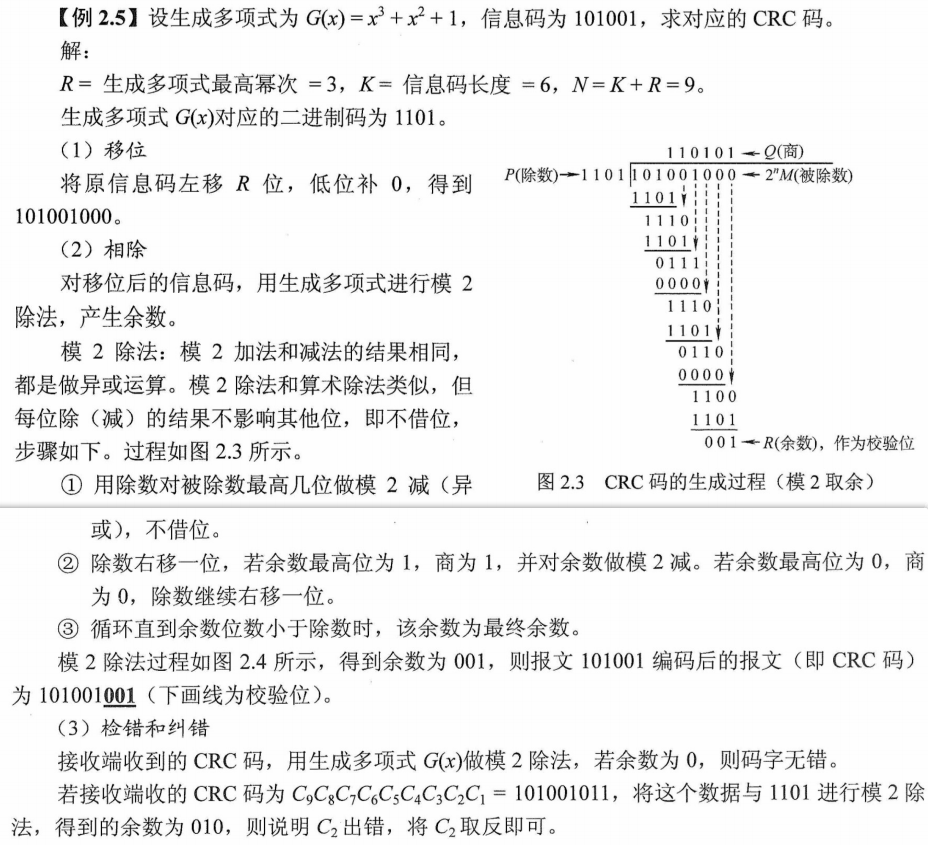 【例 2.5】设生成多项式为 G(x) = x³ + x² + 1，信息码为 101001，求对应的 CRC 码。
解：
R = 生成多项式最高幂次 = 3，K = 信息码长度 = 6，N = K + R = 9。
生成多项式 G(x)对应的二进制码为 1101。
（1）移位
将原信息码左移 R 位，低位补 0，得到
101001000。
（2）相除
对移位后的信息码，用生成多项式进行模 2
除法，产生余数。
模 2 除法：模 2 加法和减法的结果相同，
都是做异或运算。模 2 除法和算术除法类似，但
每位除（减）的结果不影响其他位，即不借位，
步骤如下。过程如图 2.3 所示。
① 用除数对被除数最高几位做模 2 减（异
110101 ← Q(商)
P(除数)→1101 101001000 ← 2ⁿM(被除数)
1101
1110
1101
0111
0000
1110
1101
0110
0000
1100
1101
001 ← R(余数)，作为校验位
图 2.3 CRC 码的生成过程（模 2 取余）
或），不借位。
② 除数右移一位，若余数最高位为 1，商为 1，并对余数做模 2 减。若余数最高位为 0，商
为 0，除数继续右移一位。
③ 循环直到余数位数小于除数时，该余数为最终余数。
模 2 除法过程如图 2.4 所示，得到余数为 001，则报文 101001 编码后的报文（即 CRC 码）
为 101001001（下画线为校验位）。
（3）检错和纠错
接收端收到的 CRC 码，用生成多项式 G(x)做模 2 除法，若余数为 0，则码字无错。
若接收端收的 CRC 码为 C₉C₈C₇C₆C₅C₄C₃C₂C₁ = 101001011，将这个数据与 1101 进行模 2 除
法，得到的余数为 010，则说明 C₂ 出错，将 C₂ 取反即可。